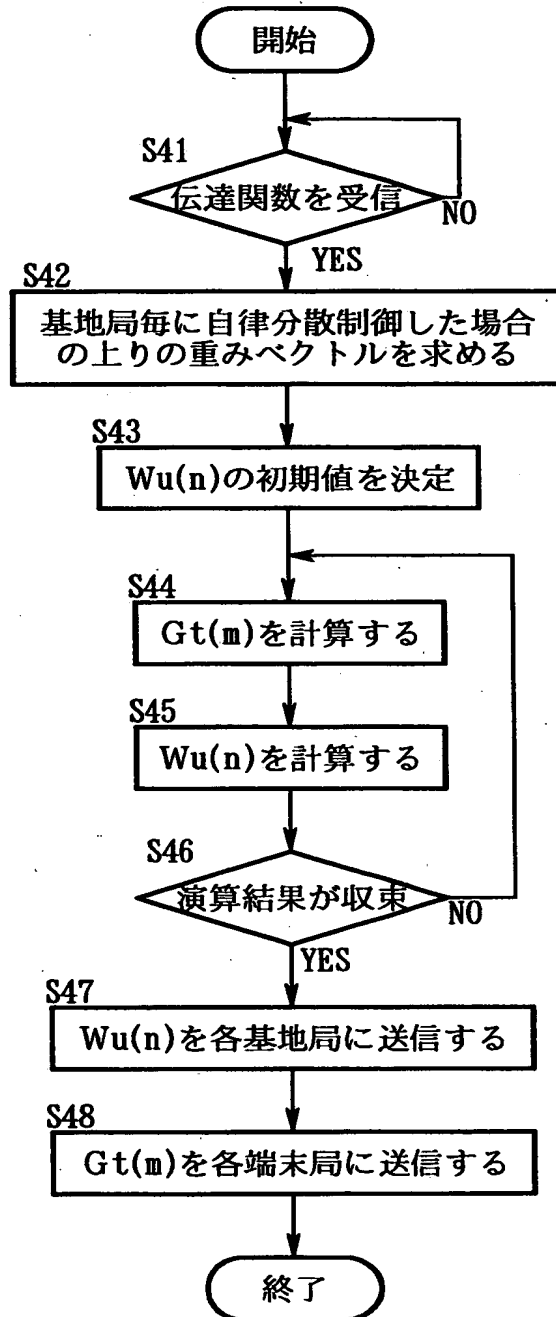 開始
S41
伝達関数を受信
NO
YES
S42
基地局毎に自律分散制御した場合
の上りの重みベクトルを求める
S43
Wu(n)の初期値を決定
S44
Gt(m)を計算する
S45
Wu(n)を計算する
S46
演算結果が収束
NO
YES
S47
Wu(n)を各基地局に送信する
S48
Gt(m)を各端末局に送信する
終了